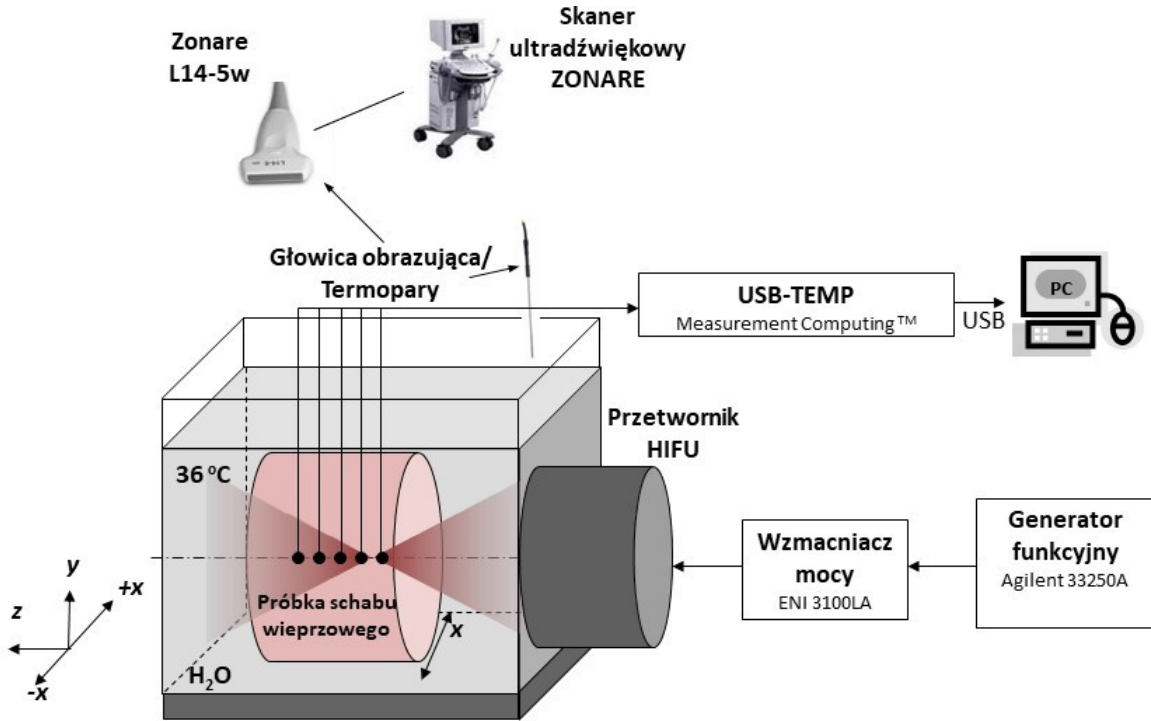 Zonare
L14-5w
Skaner
ultradźwiękowy
ZONARE
Głowica obrazująca/
Termopary
USB-TEMP
Measurement Computing™
USB
PC
Przetwornik
HIFU
36 °C
Generator
funkcyjny
Agilent 33250A
Wzmacniacz
mocy
ENI 3100LA
Próbka schabu
wieprzowego
x
y
+x
z
-x
H₂O